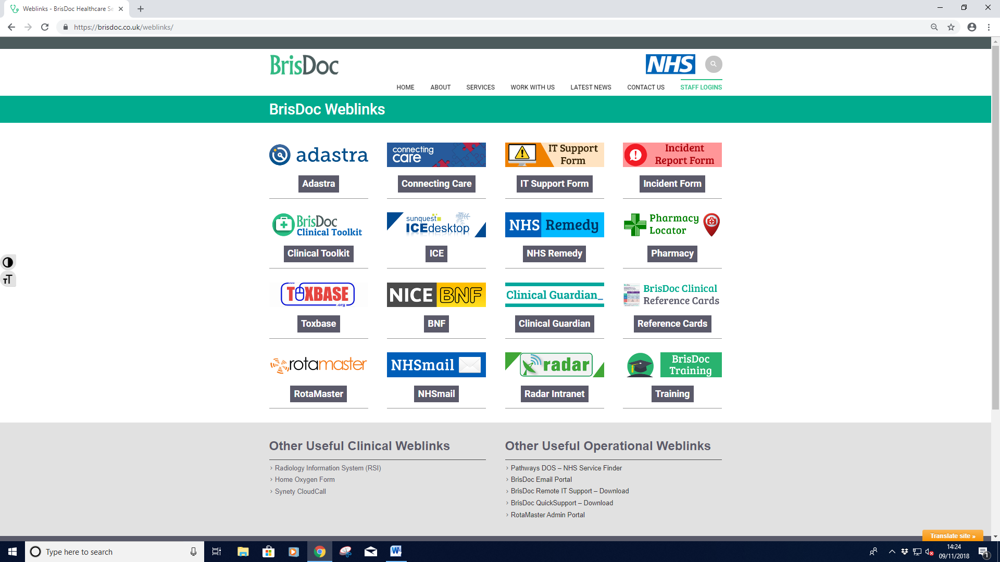 Weblinks - BrisDoc Healthcare Se
https://brisdoc.co.uk/weblinks/
BrisDoc
NHS
HOME ABOUT SERVICES WORK WITH US LATEST NEWS CONTACT US STAFF LOGINS
BrisDoc Weblinks
adastra
connecting
care
IT Support
Form
Incident
Report Form
Adastra Connecting Care IT Support Form Incident Form
BrisDoc
Clinical Toolkit
sunquest
ICEdesktop
NHS Remedy
Pharmacy
Locator
Clinical Toolkit ICE NHS Remedy Pharmacy
www
TOXBASE
.org
NICE BNF
Clinical Guardian_
BrisDoc Clinical
Reference Cards
Toxbase BNF Clinical Guardian Reference Cards
rotamaster
NHSmail
radar
BrisDoc
Training
RotaMaster NHSmail Radar Intranet Training
Other Useful Clinical Weblinks
› Radiology Information System (RSI)
› Home Oxygen Form
› Synety CloudCall
Other Useful Operational Weblinks
› Pathways DOS – NHS Service Finder
› BrisDoc Email Portal
› BrisDoc Remote IT Support – Download
› BrisDoc QuickSupport – Download
› RotaMaster Admin Portal
Translate site »
Type here to search
14:24
09/11/2018
1